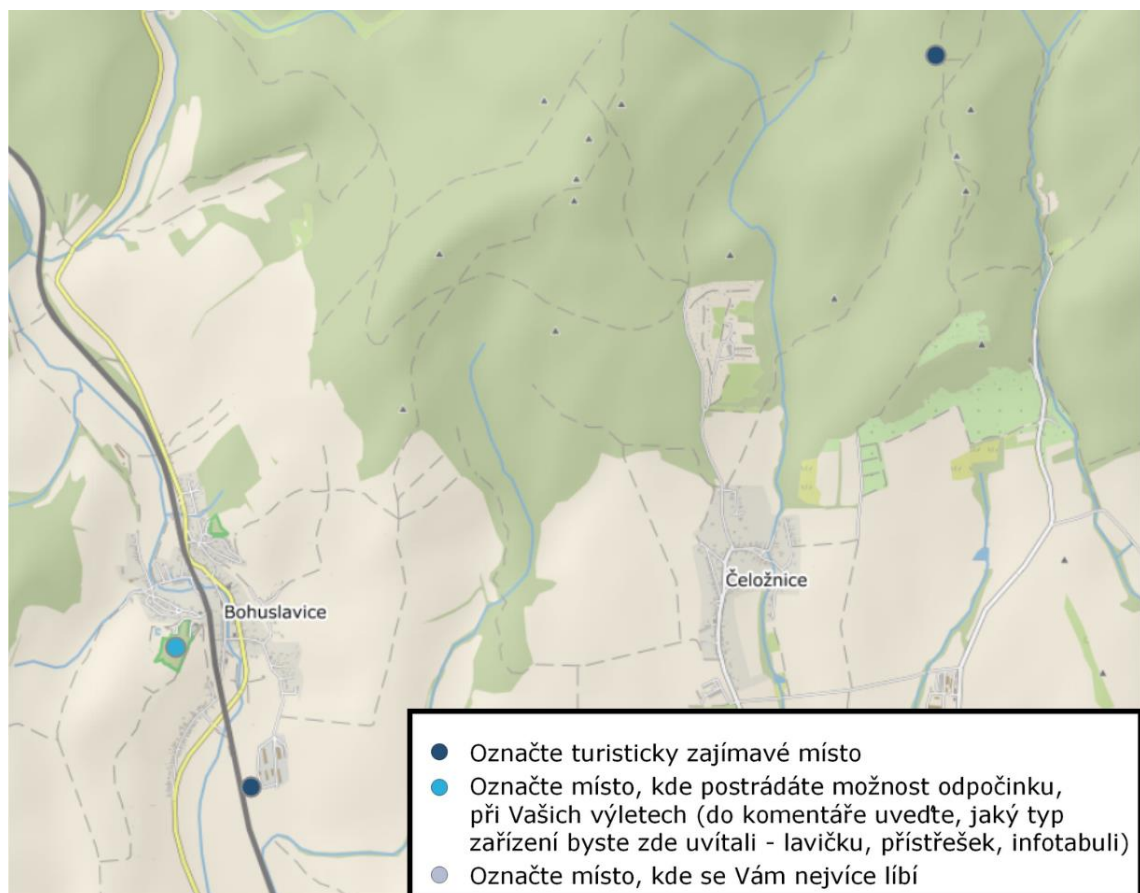 Čeložnice
Bohuslavice
Označte turisticky zajímavé místo
Označte místo, kde postrádáte možnost odpočinku,
při Vašich výletech (do komentáře uveďte, jaký typ
zařízení byste zde uvítali - lavičku, přístřešek, infotabuli)
Označte místo, kde se Vám nejvíce líbí